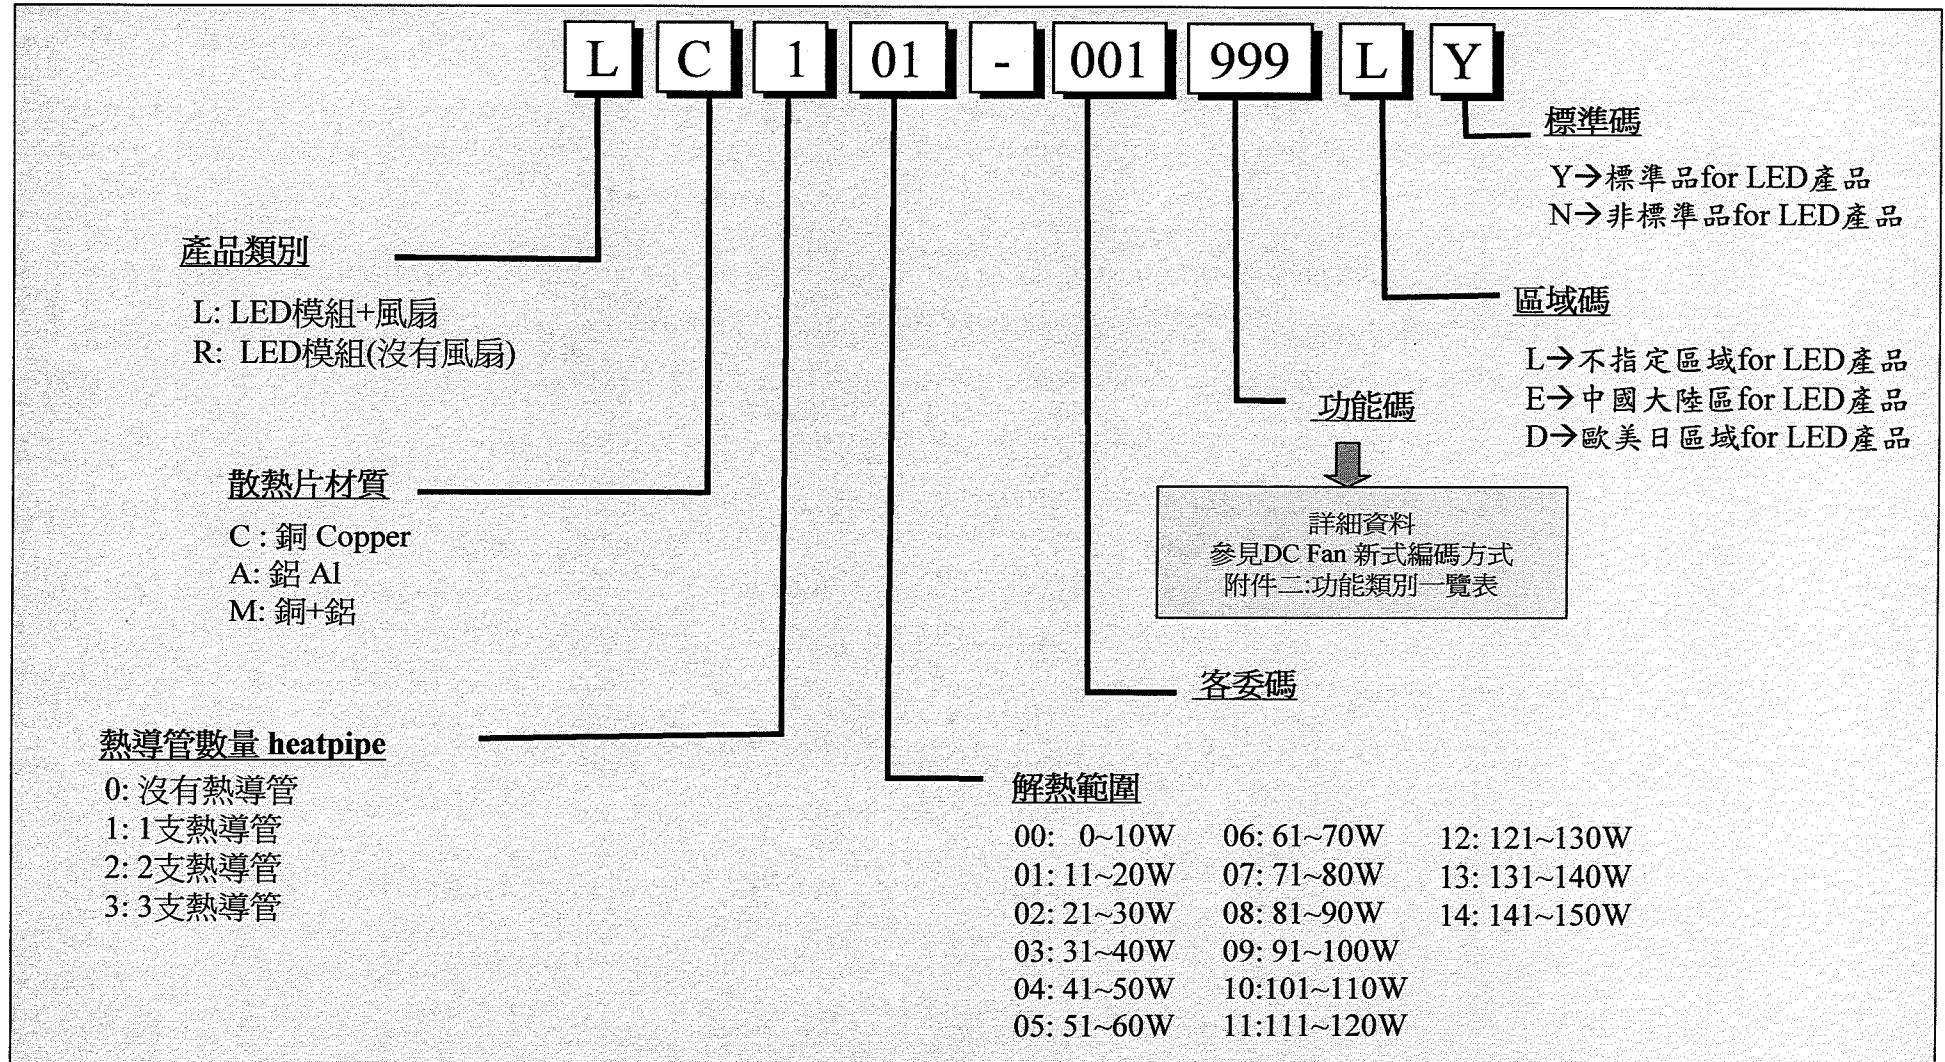 L C 1 01 - 001 999 L Y
標準碼
Y→標準品for LED產品
N→非標準品for LED產品
區域碼
L→不指定區域for LED產品
E→中國大陸區for LED產品
D→歐美日區域for LED產品
功能碼
詳細資料
參見DC Fan 新式編碼方式
附件二:功能類別一覽表
客委碼
產品類別
L: LED模組+風扇
R: LED模組(沒有風扇)
散熱片材質
C : 銅 Copper
A: 鋁 Al
M: 銅+鋁
熱導管數量 heatpipe
0: 沒有熱導管
1: 1支熱導管
2: 2支熱導管
3: 3支熱導管
解熱範圍
00: 0~10W 06: 61~70W 12: 121~130W
01: 11~20W 07: 71~80W 13: 131~140W
02: 21~30W 08: 81~90W 14: 141~150W
03: 31~40W 09: 91~100W
04: 41~50W 10:101~110W
05: 51~60W 11:111~120W